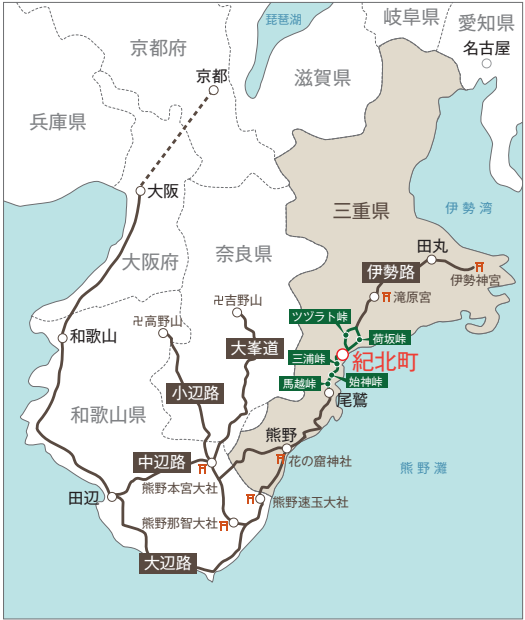 琵琶湖
岐阜県
愛知県
京都府
名古屋
京都
滋賀県
兵庫県
大阪
三重県
伊勢湾
田丸
奈良県
大阪府
伊勢路
伊勢神宮
滝原宮
卍吉野山
ツヅラト峠
卍高野山
荷坂峠
和歌山
大峯道
三浦峠
紀北町
馬越峠
始神峠
小辺路
尾鷲
和歌山県
熊野
中辺路
花の窟神社
熊野灘
熊野本宮大社
田辺
熊野速玉大社
熊野那智大社
大辺路